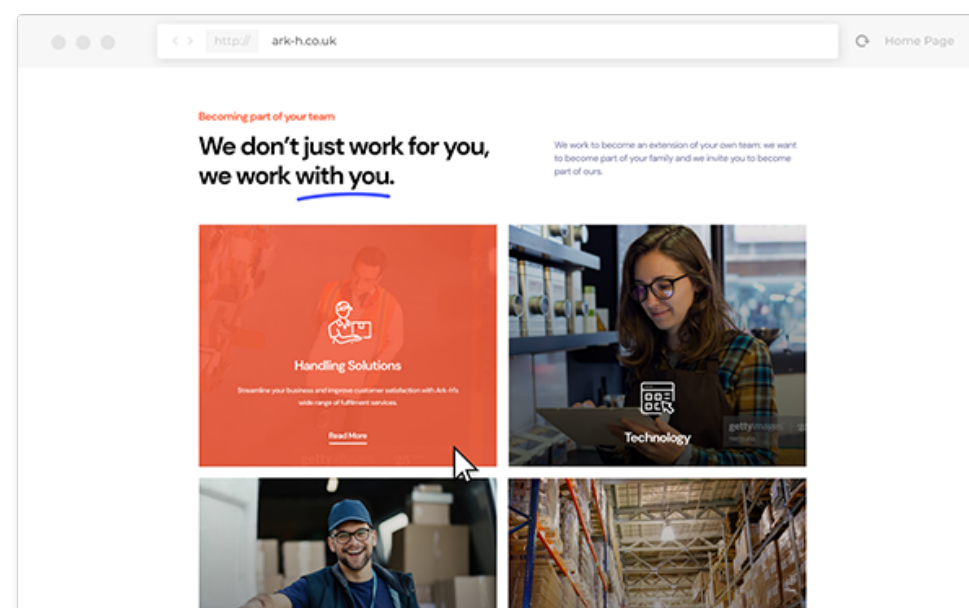 http://
ark-h.co.uk
Home Page
Becoming part of your team
We don't just work for you,
we work with you.
We work to become an extension of your own team: we want
to become part of your family and we invite you to become
part of ours.
Handling Solutions
Streamline your business and improve customer satisfaction with Ark-H's
wide range of fulfilment services.
Read More
Technology
gettyimages